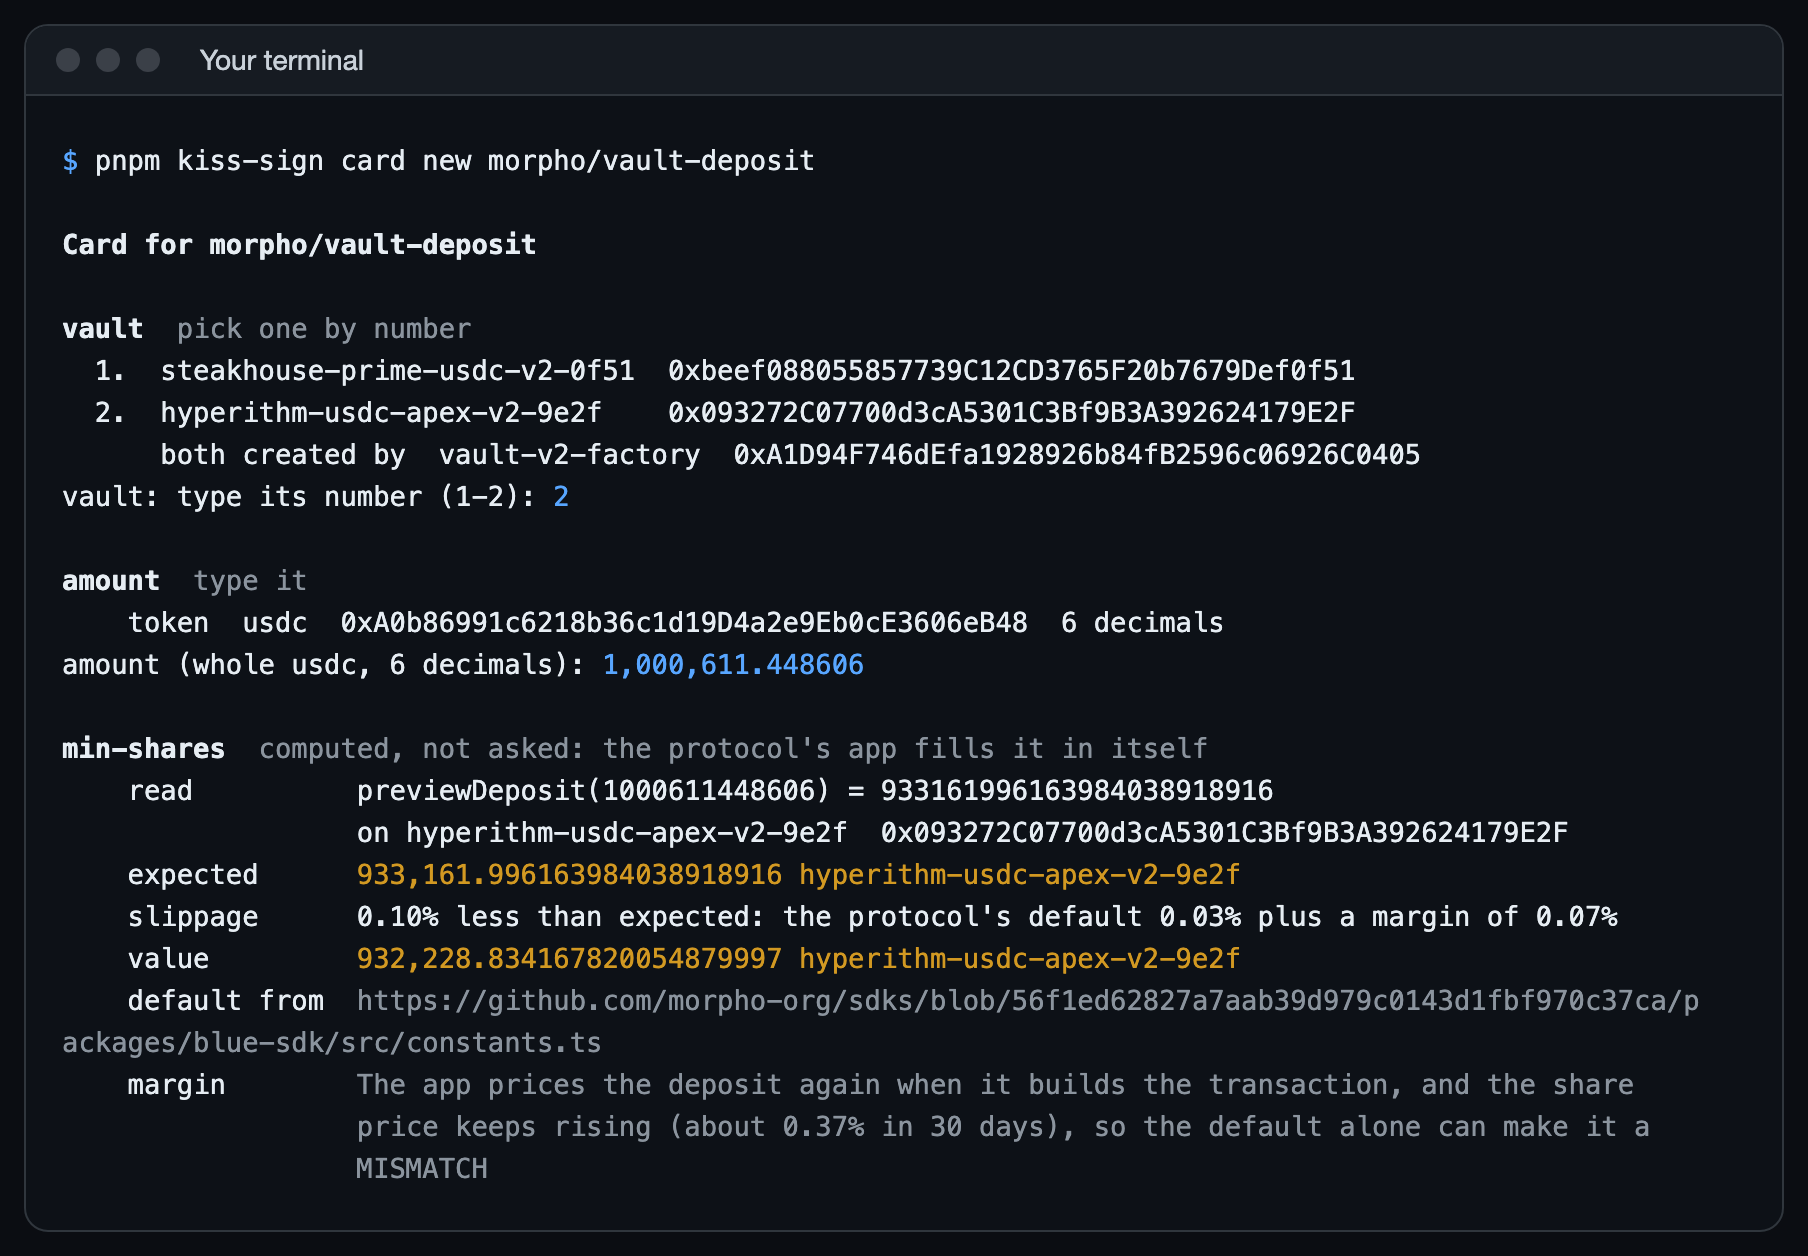 Your terminal
$ pnpm kiss-sign card new morpho/vault-deposit
Card for morpho/vault-deposit
vault  pick one by number
1.  steakhouse-prime-usdc-v2-0f51  0xbeef088055857739C12CD3765F20b7679Def0f51
2.  hyperithm-usdc-apex-v2-9e2f    0x093272C07700d3cA5301C3Bf9B3A392624179E2F
both created by  vault-v2-factory  0xA1D94F746dEfa1928926b84fB2596c06926C0405
vault: type its number (1-2): 2
amount  type it
token  usdc  0xA0b86991c6218b36c1d19D4a2e9Eb0cE3606eB48  6 decimals
amount (whole usdc, 6 decimals): 1,000,611.448606
min-shares  computed, not asked: the protocol's app fills it in itself
read          previewDeposit(1000611448606) = 933161996163984038918916
on hyperithm-usdc-apex-v2-9e2f  0x093272C07700d3cA5301C3Bf9B3A392624179E2F
expected      933,161.996163984038918916 hyperithm-usdc-apex-v2-9e2f
slippage      0.10% less than expected: the protocol's default 0.03% plus a margin of 0.07%
value         932,228.834167820054879997 hyperithm-usdc-apex-v2-9e2f
default from  https://github.com/morpho-org/sdks/blob/56f1ed62827a7aab39d979c0143d1fbf970c37ca/p
ackages/blue-sdk/src/constants.ts
margin        The app prices the deposit again when it builds the transaction, and the share
price keeps rising (about 0.37% in 30 days), so the default alone can make it a
MISMATCH